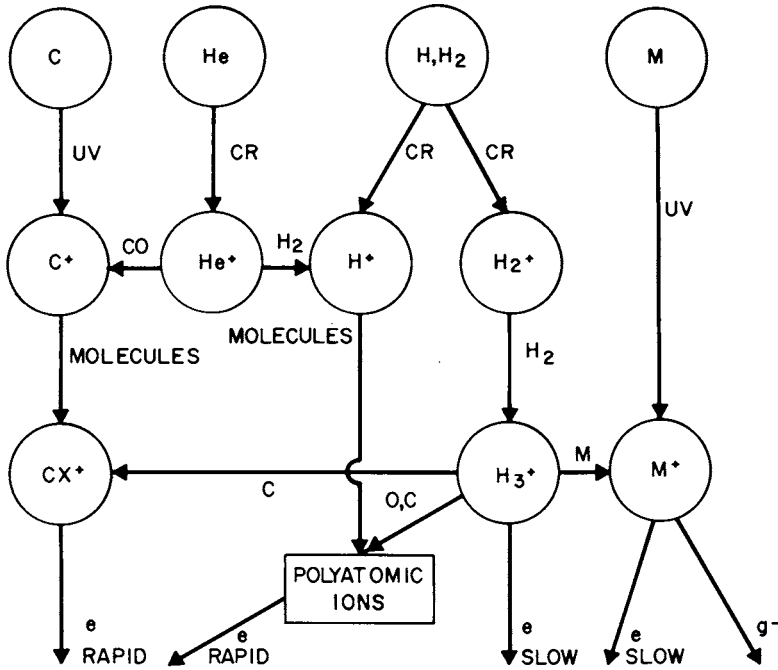 C
He
H,H₂
M
UV
CR
CR
CR
UV
C⁺
CO
He⁺
H₂
H⁺
H₂⁺
MOLECULES
MOLECULES
H₂
CX⁺
C
O,C
H₃⁺
M
M⁺
POLYATOMIC
IONS
e
RAPID
e
RAPID
e
SLOW
e
SLOW
g⁻